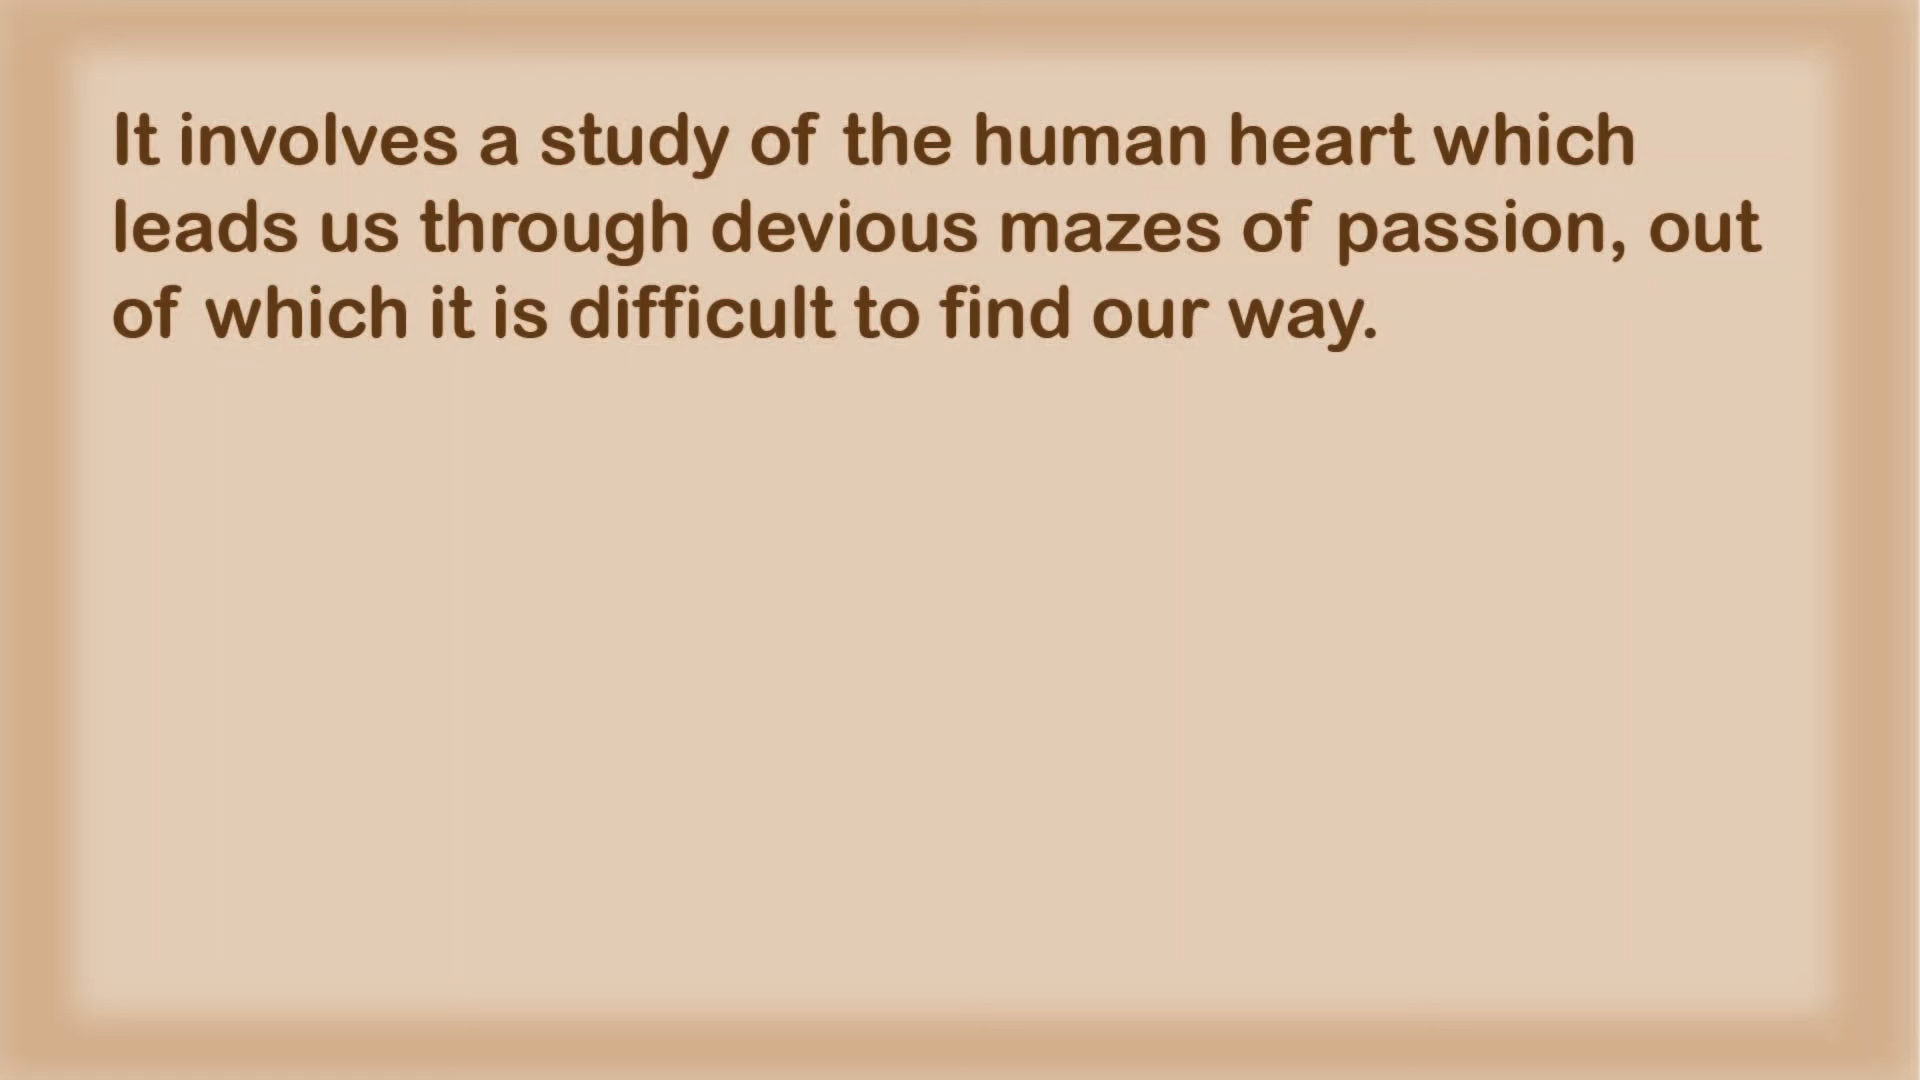 It involves a study of the human heart which
leads us through devious mazes of passion, out
of which it is difficult to find our way.